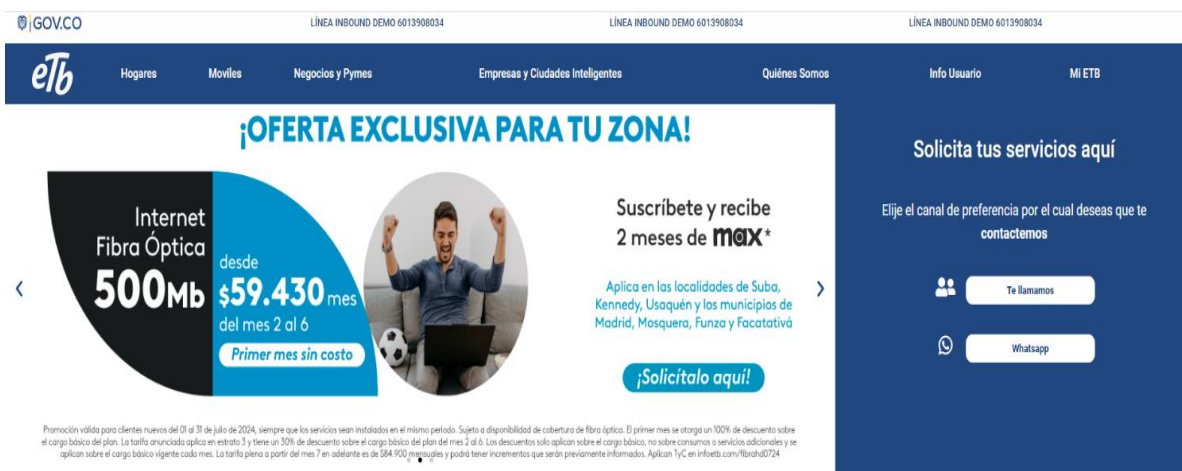 GOV.CO
LÍNEA INBOUND DEMO 6013908034
LÍNEA INBOUND DEMO 6013908034
LÍNEA INBOUND DEMO 6013908034
eTb
Hogares
Moviles
Negocios y Pymes
Empresas y Ciudades Inteligentes
Quiénes Somos
Info Usuario
Mi ETB
¡OFERTA EXCLUSIVA PARA TU ZONA!
Internet
Fibra Óptica
500Mb
desde
$59.430 mes
del mes 2 al 6
Primer mes sin costo
Suscríbete y recibe
2 meses de max*
Aplica en las localidades de Suba,
Kennedy, Usaquén y los municipios de
Madrid, Mosquera, Funza y Facatativá
¡Solicítalo aquí!
Promoción válida para clientes nuevos del 01 al 31 de julio de 2024, siempre que los servicios sean instalados en el mismo periodo. Sujeto a disponibilidad de cobertura de fibra óptica. El primer mes se otorga un 100% de descuento sobre
el cargo básico del plan. La tarifa anunciada aplica en estrato 3 y tiene un 30% de descuento sobre el cargo básico del plan del mes 2 al 6. Los descuentos solo aplican sobre el cargo básico, no sobre consumos o servicios adicionales y se
aplican sobre el cargo básico vigente cada mes. La tarifa plena a partir del mes 7 en adelante es de $84.900 mensuales y podrá tener incrementos que serán previamente informados. Aplican TyC en infoetb.com/fibrahd0724
Solicita tus servicios aquí
Elije el canal de preferencia por el cual deseas que te
contactemos
Te llamamos
Whatsapp